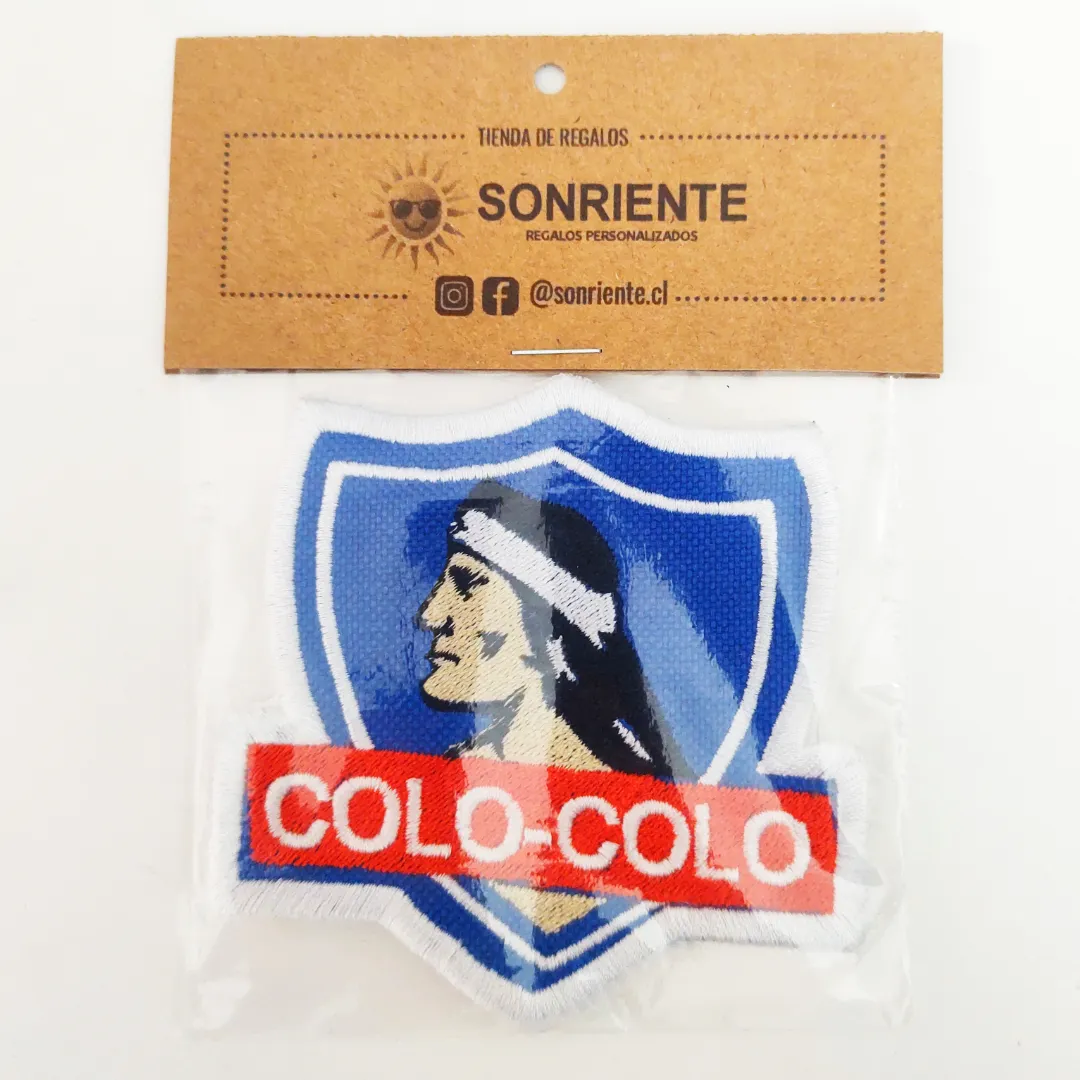 TIENDA DE REGALOS
SONRIENTE
REGALOS PERSONALIZADOS
@sonriente.cl
COLO-COLO